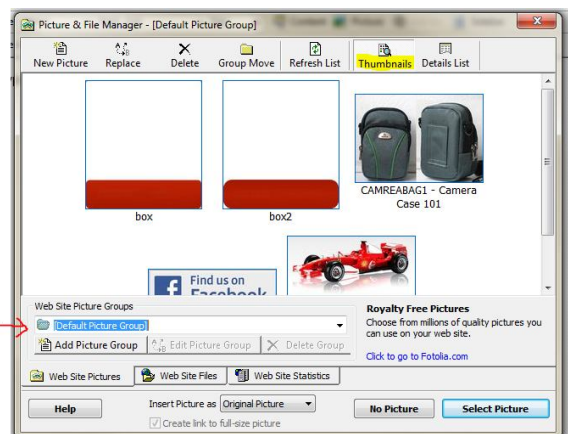 Picture & File Manager - [Default Picture Group]
New Picture Replace Delete Group Move Refresh List Thumbnails Details List
box
box2
CAMREABAG1 - Camera
Case 101
Find us on
Facebook
Web Site Picture Groups
[Default Picture Group]
Add Picture Group Edit Picture Group Delete Group
Royalty Free Pictures
Choose from millions of quality pictures you
can use on your web site.
Click to go to Fotolia.com
Web Site Pictures Web Site Files Web Site Statistics
Help
Insert Picture as Original Picture
Create link to full-size picture
No Picture
Select Picture